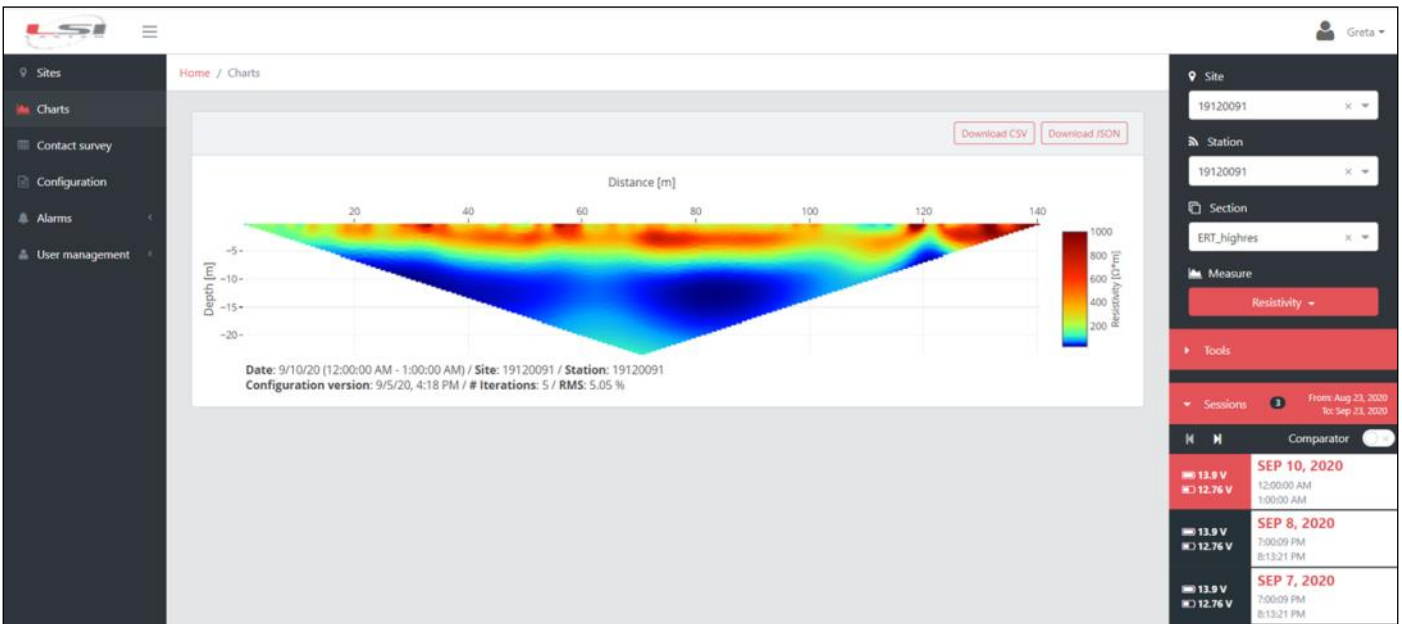 LSI
LASTEM
Greta
Sites
Charts
Contact survey
Configuration
Alarms
User management
Home / Charts
Download CSV
Download JSON
Distance [m]
20 40 60 80 100 120 140
Depth [m]
−5
−10
−15
−20
1000
800
600
400
200
Resistivity [Ω*m]
Date: 9/10/20 (12:00:00 AM - 1:00:00 AM) / Site: 19120091 / Station: 19120091
Configuration version: 9/5/20, 4:18 PM / # Iterations: 5 / RMS: 5.05 %
Site
19120091
Station
19120091
Section
ERT_highres
Measure
Resistivity
Tools
Sessions 3 From: Aug 23, 2020
To: Sep 23, 2020
Comparator
13.9 V
12.76 V
SEP 10, 2020
12:00:00 AM
1:00:00 AM
13.9 V
12.76 V
SEP 8, 2020
7:00:09 PM
8:13:21 PM
13.9 V
12.76 V
SEP 7, 2020
7:00:09 PM
8:13:21 PM